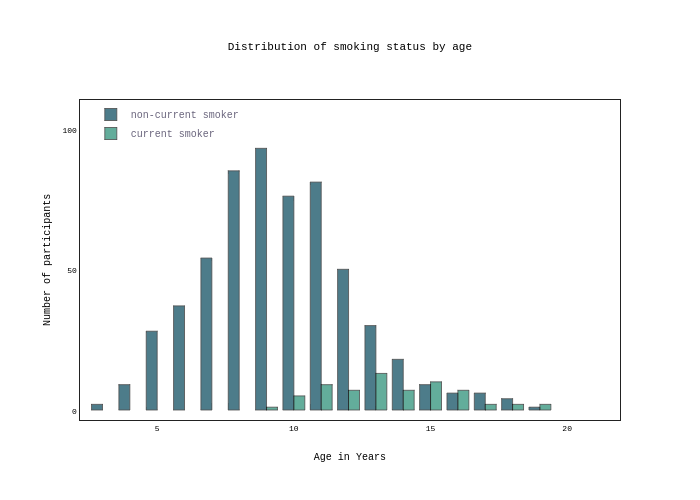 Distribution of smoking status by age
non-current smoker
current smoker
100
50
0
Number of participants
5
10
15
20
Age in Years